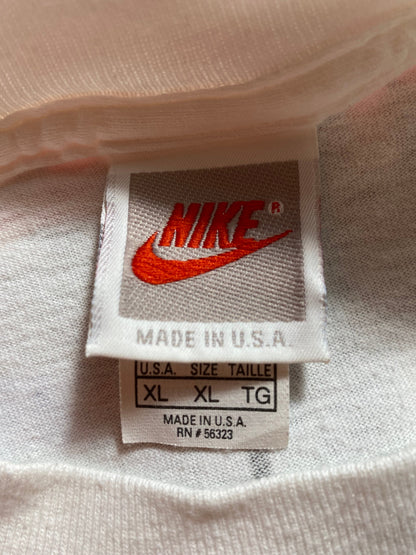 NIKE®
MADE IN U.S.A.
U.S.A. SIZE TAILLE
XL XL TG
MADE IN U.S.A.
RN # 56323